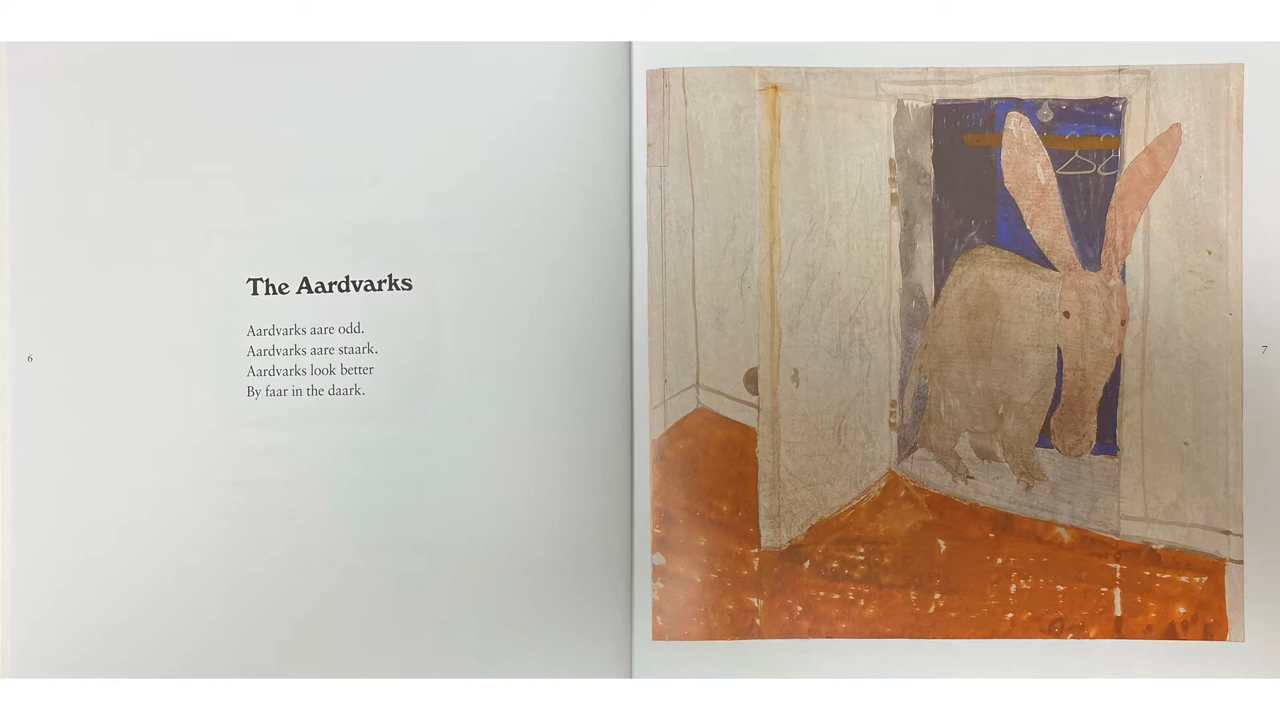 The Aardvarks
Aardvarks aare odd.
Aardvarks aare staark.
Aardvarks look better
By faar in the daark.
6
7